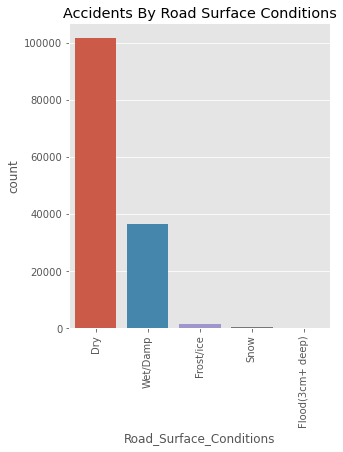 Accidents By Road Surface Conditions
100000
80000
60000
40000
20000
0
count
Dry
Wet/Damp
Frost/ice
Snow
Flood(3cm+ deep)
Road_Surface_Conditions